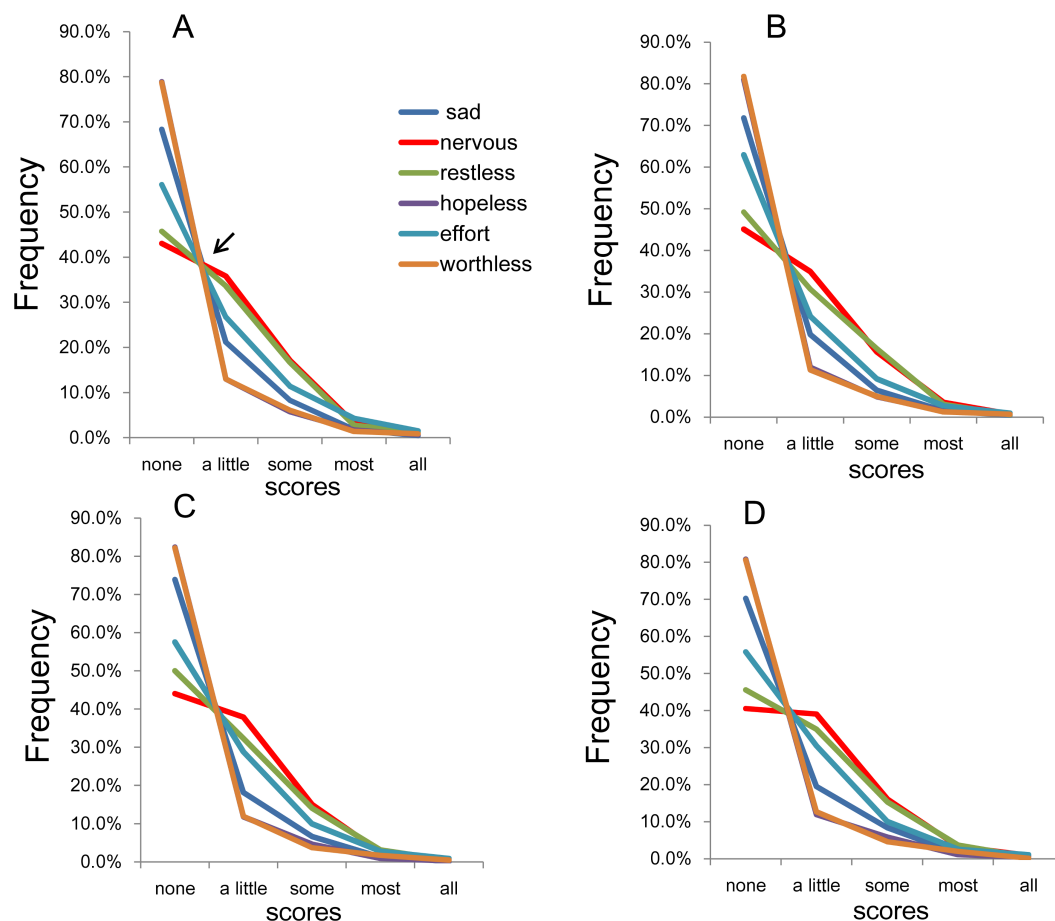 A
90.0%
80.0%
70.0%
60.0%
50.0%
40.0%
30.0%
20.0%
10.0%
0.0%
Frequency
none a little some most all
scores
sad
nervous
restless
hopeless
effort
worthless
B
90.0%
80.0%
70.0%
60.0%
50.0%
40.0%
30.0%
20.0%
10.0%
0.0%
Frequency
none a little some most all
scores
C
90.0%
80.0%
70.0%
60.0%
50.0%
40.0%
30.0%
20.0%
10.0%
0.0%
Frequency
none a little some most all
scores
D
90.0%
80.0%
70.0%
60.0%
50.0%
40.0%
30.0%
20.0%
10.0%
0.0%
Frequency
none a little some most all
scores